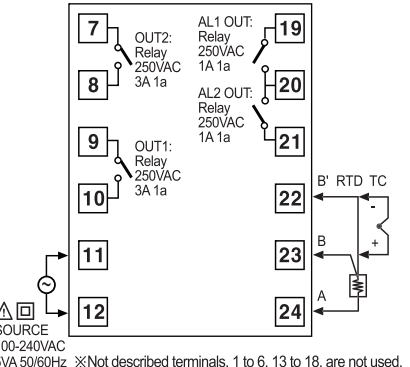 7
8
OUT2:
Relay
250VAC
3A 1a
AL1 OUT:
Relay
250VAC
1A 1a
19
20
AL2 OUT:
Relay
250VAC
1A 1a
21
9
10
OUT1:
Relay
250VAC
3A 1a
22
B' RTD TC
-
+
11
23
B
12
24
A
SOURCE
00-240VAC
5VA 50/60Hz ※Not described terminals, 1 to 6, 13 to 18, are not used.